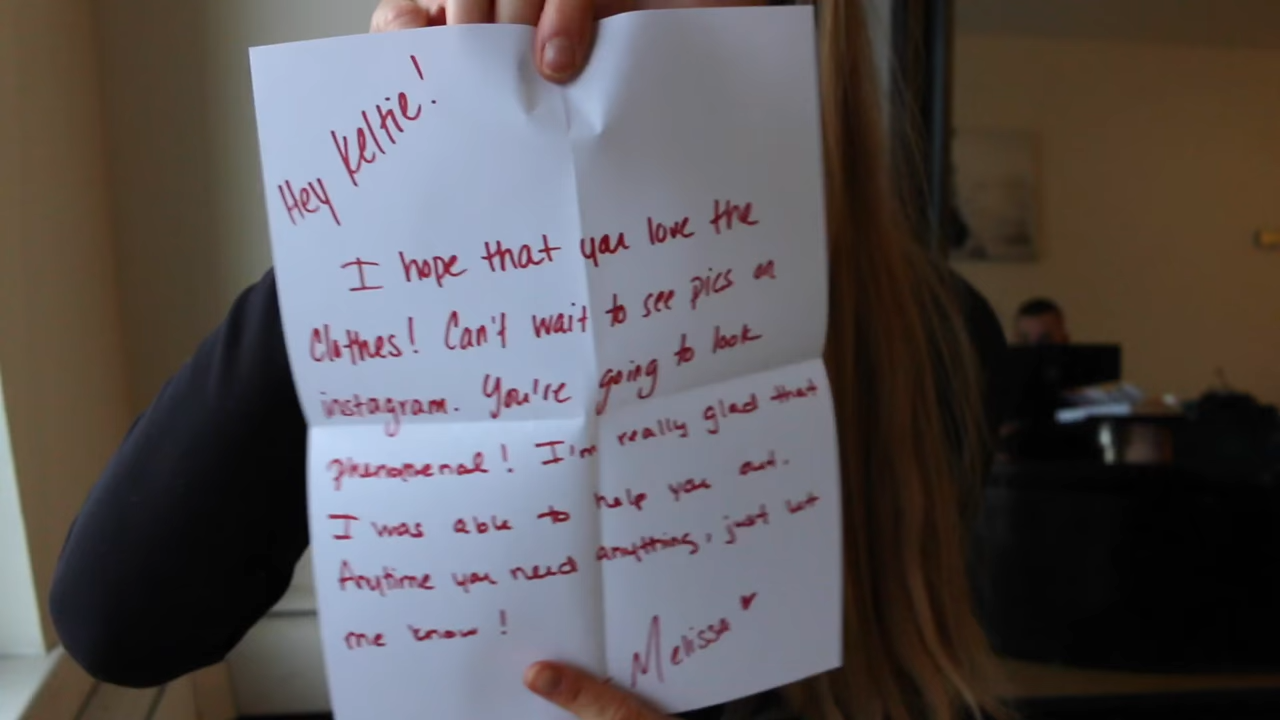 Hey Keltie!
I hope that you love the
Clothes! Can't wait to see pics on
instagram. You're going to look
phenomenal! I'm really glad that
I was able to help you out.
Anytime you need anything, just let
me know!
- Melissa ♥